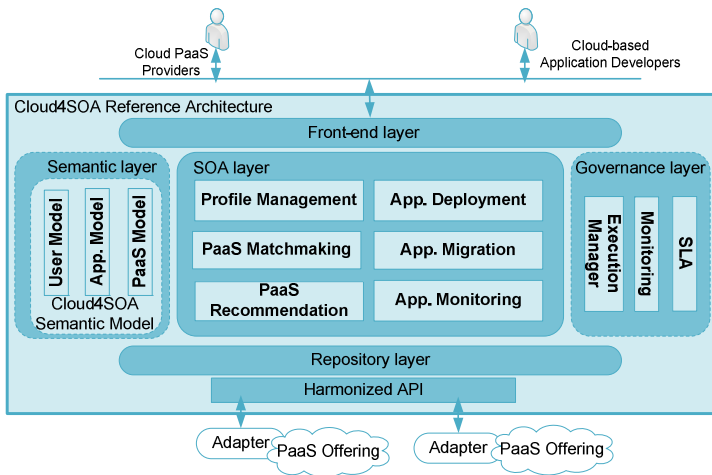 Cloud PaaS
Providers
Cloud-based
Application Developers
Cloud4SOA Reference Architecture
Front-end layer
Semantic layer
User Model
App. Model
PaaS Model
Cloud4SOA
Semantic Model
SOA layer
Profile Management
App. Deployment
PaaS Matchmaking
App. Migration
PaaS
Recommendation
App. Monitoring
Governance layer
Execution
Manager
Monitoring
SLA
Repository layer
Harmonized API
Adapter
PaaS Offering
Adapter
PaaS Offering